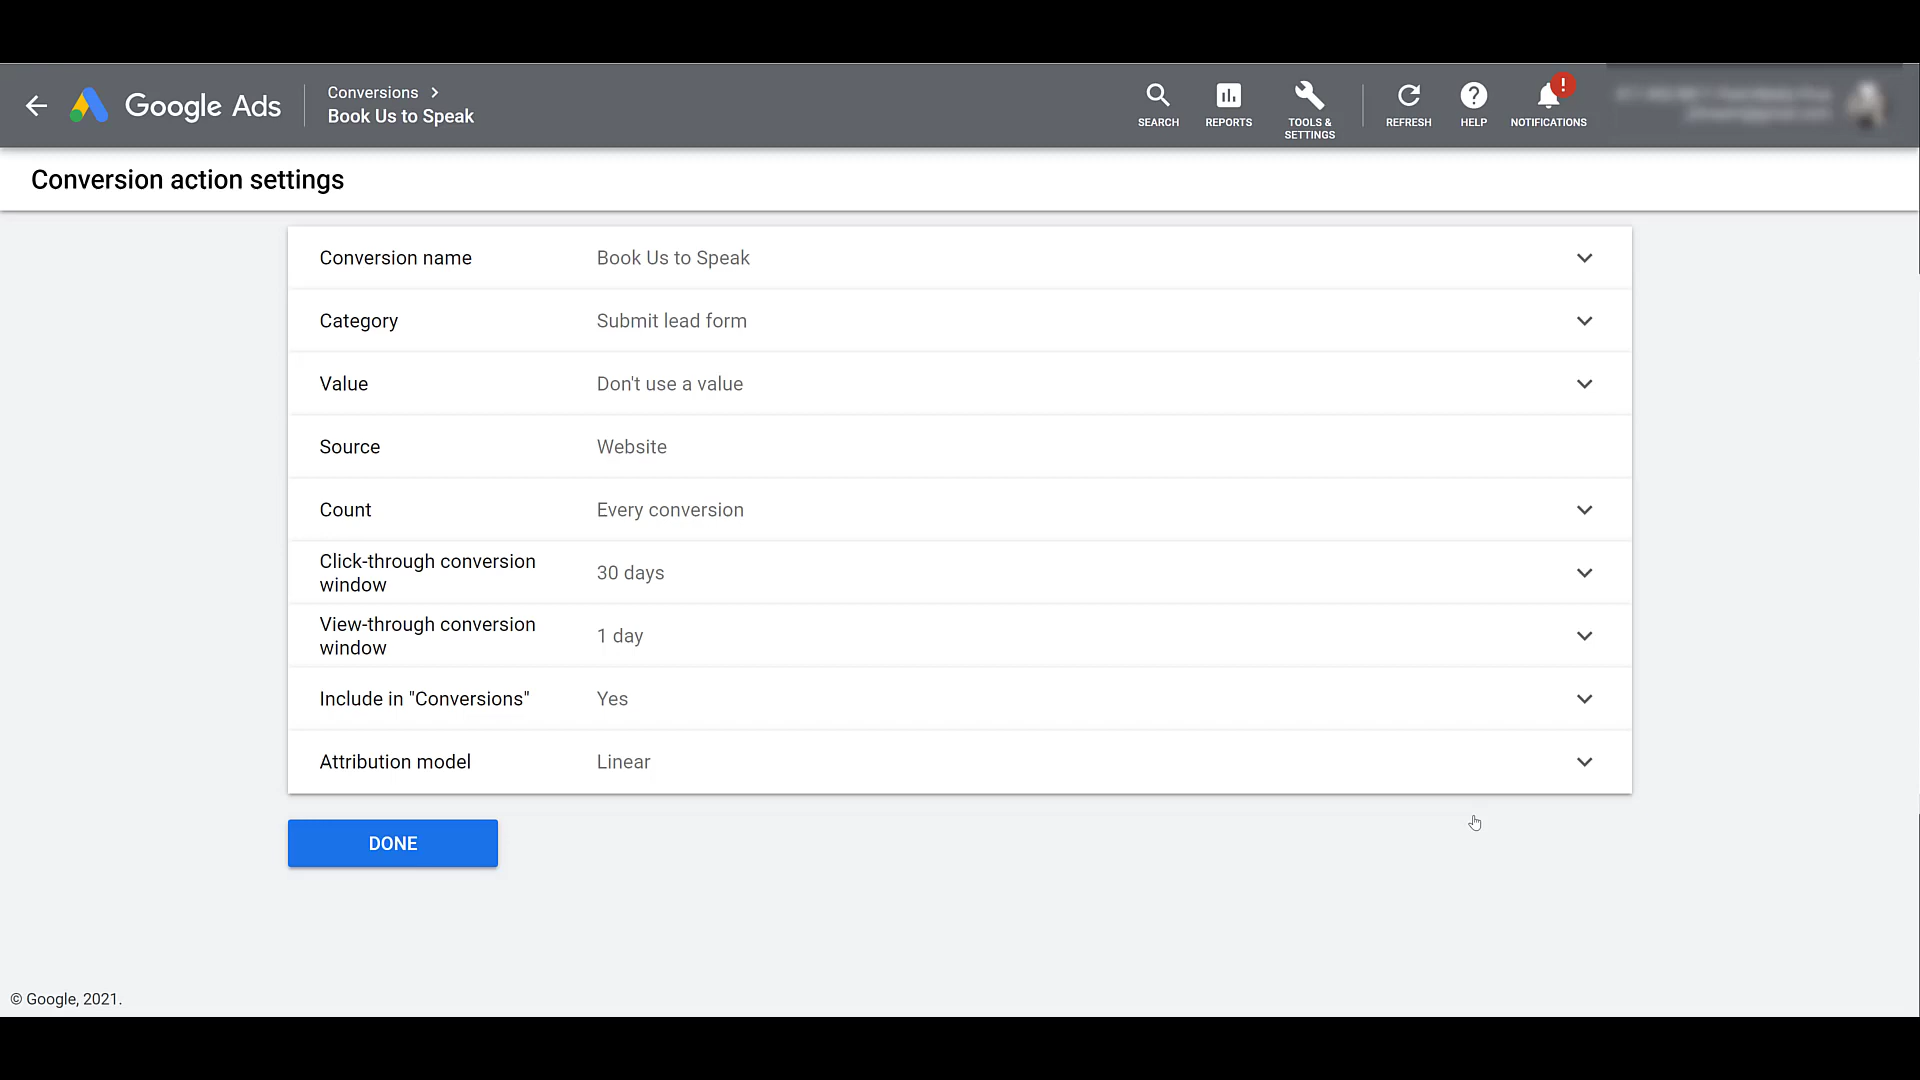 Google Ads
Conversions >
Book Us to Speak
SEARCH
REPORTS
TOOLS &
SETTINGS
REFRESH
?
HELP
!
NOTIFICATIONS
Conversion action settings
Conversion name Book Us to Speak
Category Submit lead form
Value Don't use a value
Source Website
Count Every conversion
Click-through conversion
window
30 days
View-through conversion
window
1 day
Include in "Conversions" Yes
Attribution model Linear
DONE
© Google, 2021.